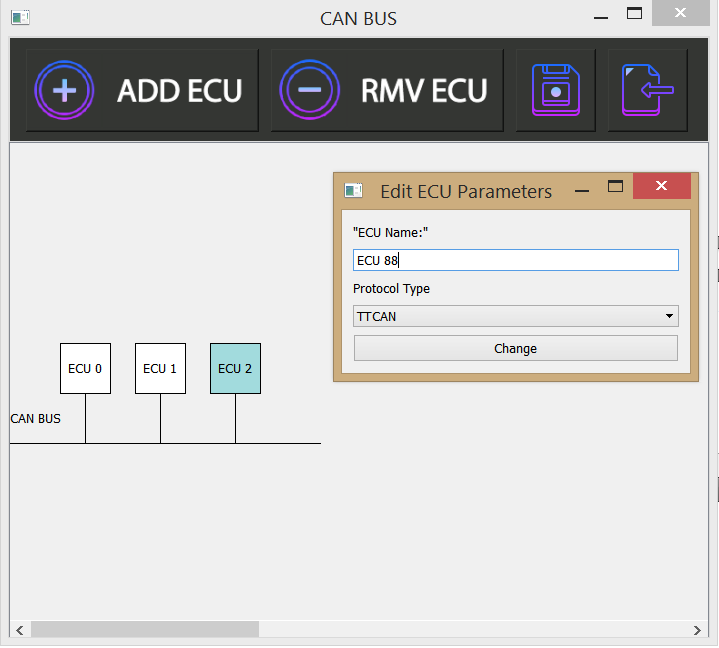 CAN BUS
ADD ECU
RMV ECU
Edit ECU Parameters
"ECU Name:"
ECU 88
Protocol Type
TTCAN
Change
ECU 0
ECU 1
ECU 2
CAN BUS